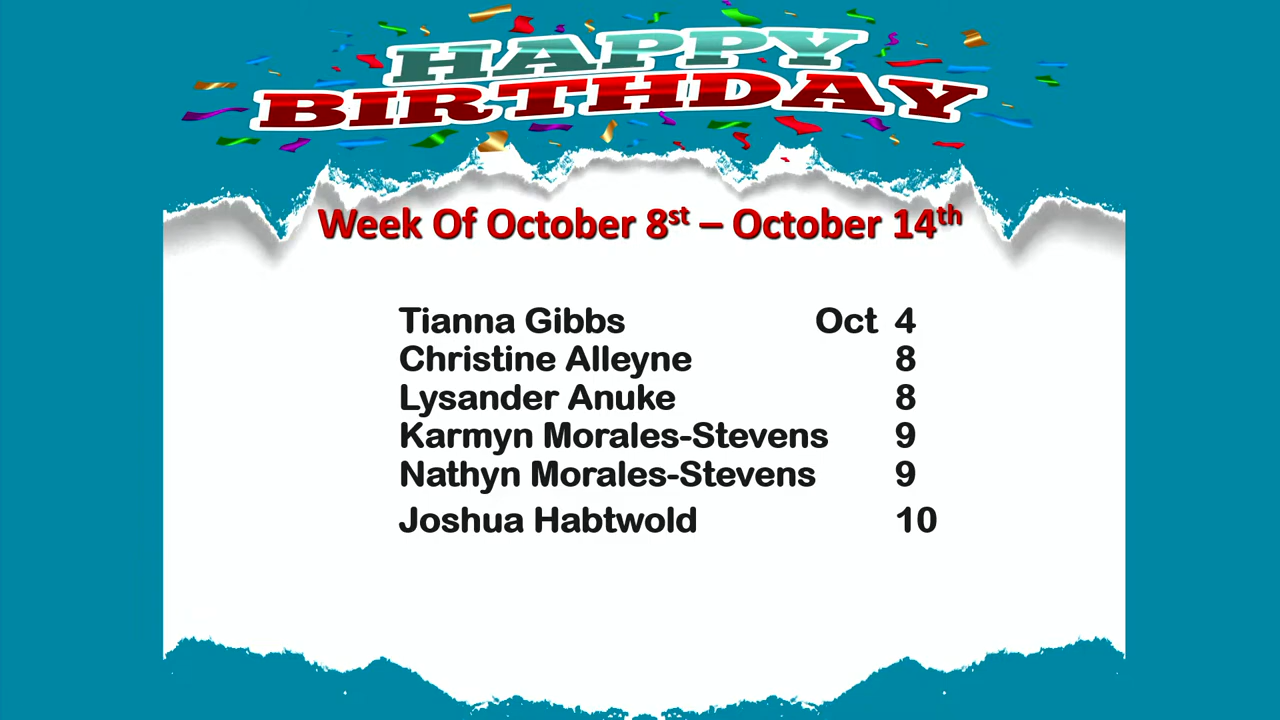 HAPPY
BIRTHDAY
Week Of October 8st – October 14th
Tianna Gibbs Oct 4
Christine Alleyne 8
Lysander Anuke 8
Karmyn Morales-Stevens 9
Nathyn Morales-Stevens 9
Joshua Habtwold 10